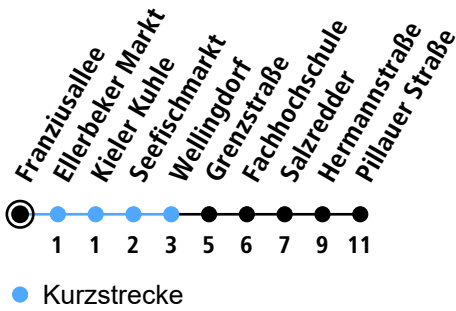 Franziusallee
Ellerbeker Markt
Kieler Kuhle
Seefischmarkt
Wellingdorf
Grenzstraße
Fachhochschule
Salzredder
Hermannstraße
Pillauer Straße
1 1 2 3 5 6 7 9 11
Kurzstrecke